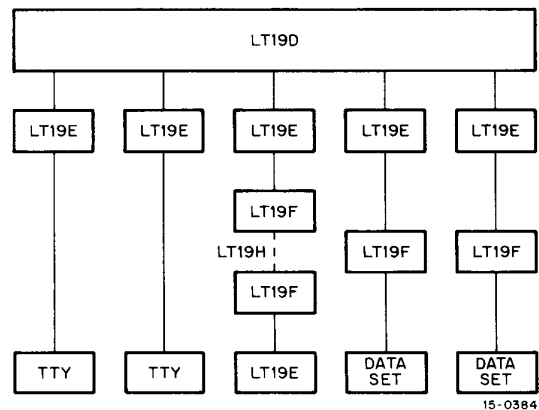 LT19D
LT19E LT19E LT19E LT19E LT19E
LT19F
LT19H LT19F LT19F
LT19F
TTY TTY LT19E DATA SET DATA SET
15-0384